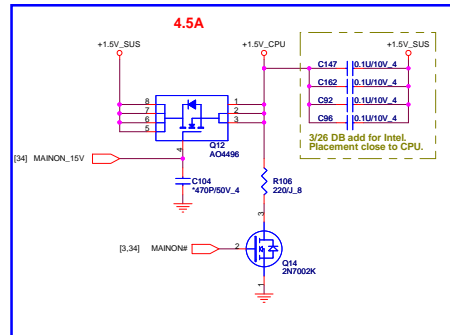 4.5A
+1.5V_SUS
+1.5V_CPU
+1.5V_SUS
C147 0.1U/10V_4
C162 0.1U/10V_4
C92 0.1U/10V_4
C96 0.1U/10V_4
3/26 DB add for Intel.
Placement close to CPU.
8 1
7 2
6 3
5
4
Q12
AO4496
[34] MAINON_15V
C104
*470P/50V_4
R106
220/J_8
3
[3,34] MAINON# 2
Q14
2N7002K
1